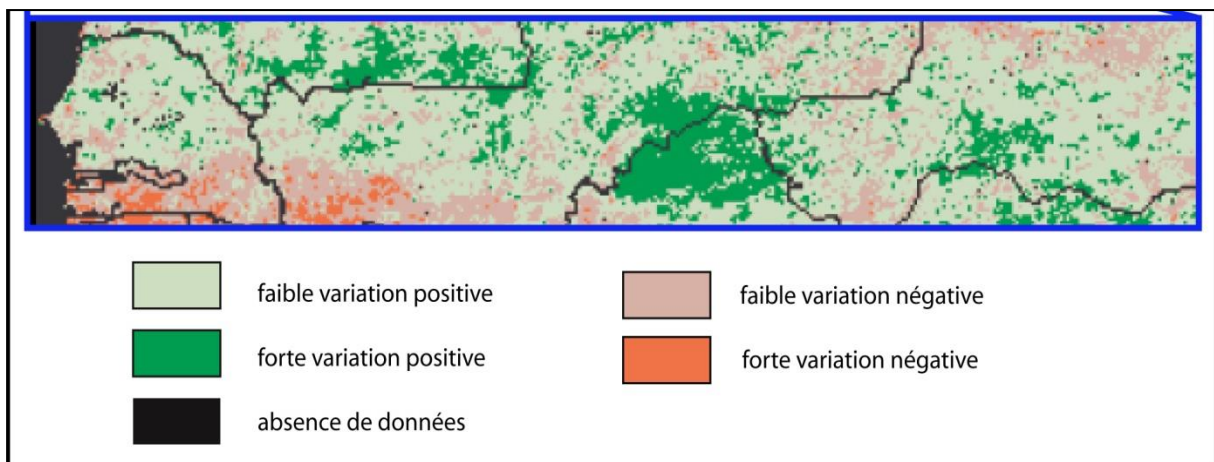 faible variation positive
faible variation négative
forte variation positive
forte variation négative
absence de données